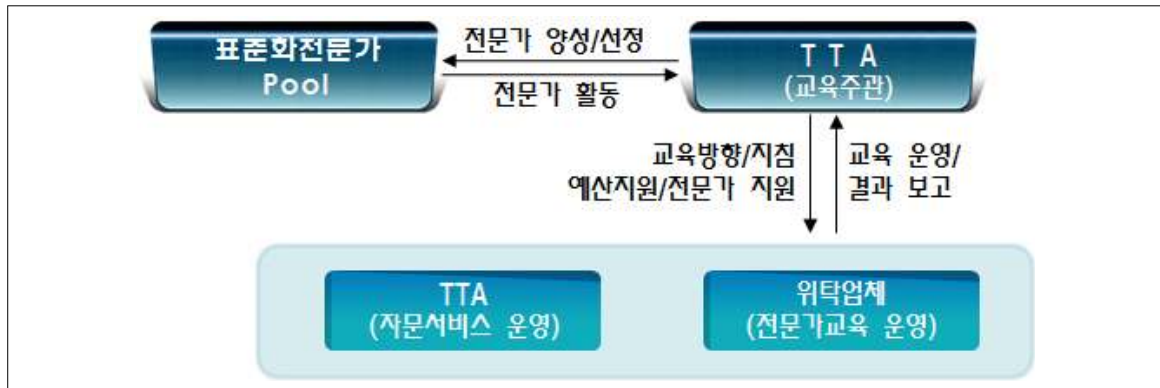 표준화전문가
Pool
전문가 양성/선정
전문가 활동
T T A
(교육주관)
교육방향/지침
예산지원/전문가 지원
교육 운영/
결과 보고
TTA
(자문서비스 운영)
위탁업체
(전문가교육 운영)